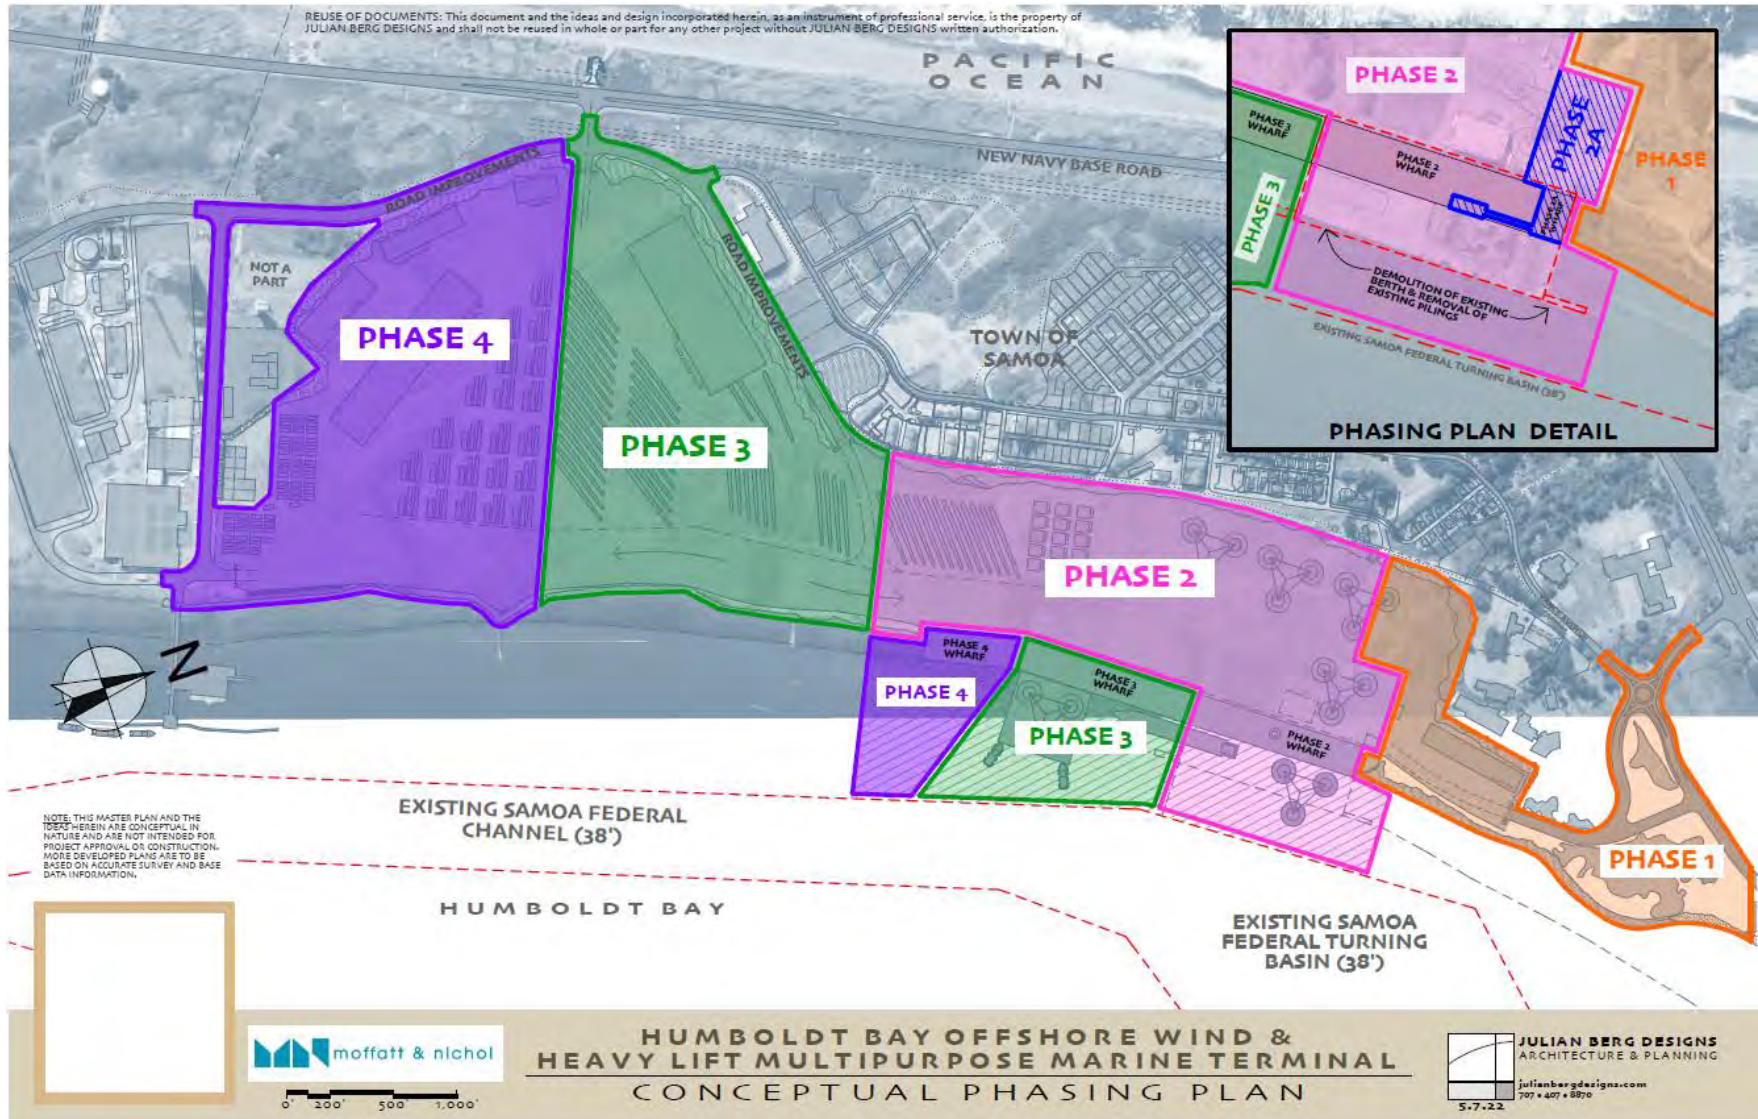 REUSE OF DOCUMENTS: This document and the ideas and design incorporated herein, as an instrument of professional service, is the property of
JULIAN BERG DESIGNS and shall not be reused in whole or part for any other project without JULIAN BERG DESIGNS written authorization.
PACIFIC
OCEAN
NEW NAVY BASE ROAD
ROAD IMPROVEMENTS
ROAD IMPROVEMENTS
NOT A
PART
TOWN OF
SAMOA
PHASE 4
PHASE 3
PHASE 2
PHASE 4
WHARF
PHASE 4
PHASE 3
WHARF
PHASE 3
PHASE 2
WHARF
PHASE 1
N
PHASE 2
PHASE 3
WHARF
PHASE 2
WHARF
PHASE
2A
PHASE 2A
WHARF
PHASE
1
PHASE 3
DEMOLITION OF EXISTING
BERTH & REMOVAL OF
EXISTING PILINGS
EXISTING SAMOA FEDERAL TURNING BASIN (38')
PHASING PLAN DETAIL
EXISTING SAMOA FEDERAL
CHANNEL (38')
HUMBOLDT BAY
EXISTING SAMOA
FEDERAL TURNING
BASIN (38')
NOTE: THIS MASTER PLAN AND THE
IDEAS HEREIN ARE CONCEPTUAL IN
NATURE AND ARE NOT INTENDED FOR
PROJECT APPROVAL OR CONSTRUCTION.
MORE DEVELOPED PLANS ARE TO BE
BASED ON ACCURATE SURVEY AND BASE
DATA INFORMATION.
moffatt & nichol
0' 200' 500' 1,000'
HUMBOLDT BAY OFFSHORE WIND &
HEAVY LIFT MULTIPURPOSE MARINE TERMINAL
CONCEPTUAL PHASING PLAN
JULIAN BERG DESIGNS
ARCHITECTURE & PLANNING
julianbergdesigns.com
707 • 407 • 8870
5.7.22